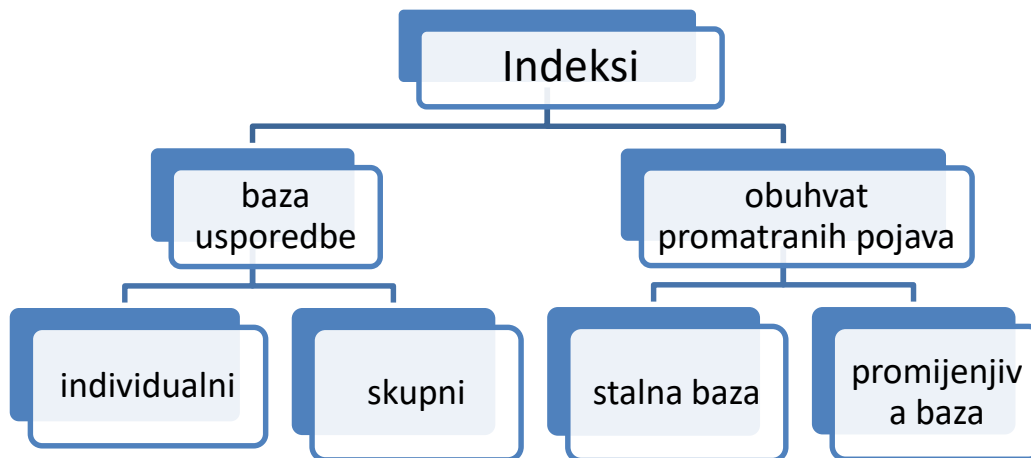 Indeksi
baza
usporedbe
obuhvat
promatranih pojava
individualni
skupni
stalna baza
promijenjiv
a baza